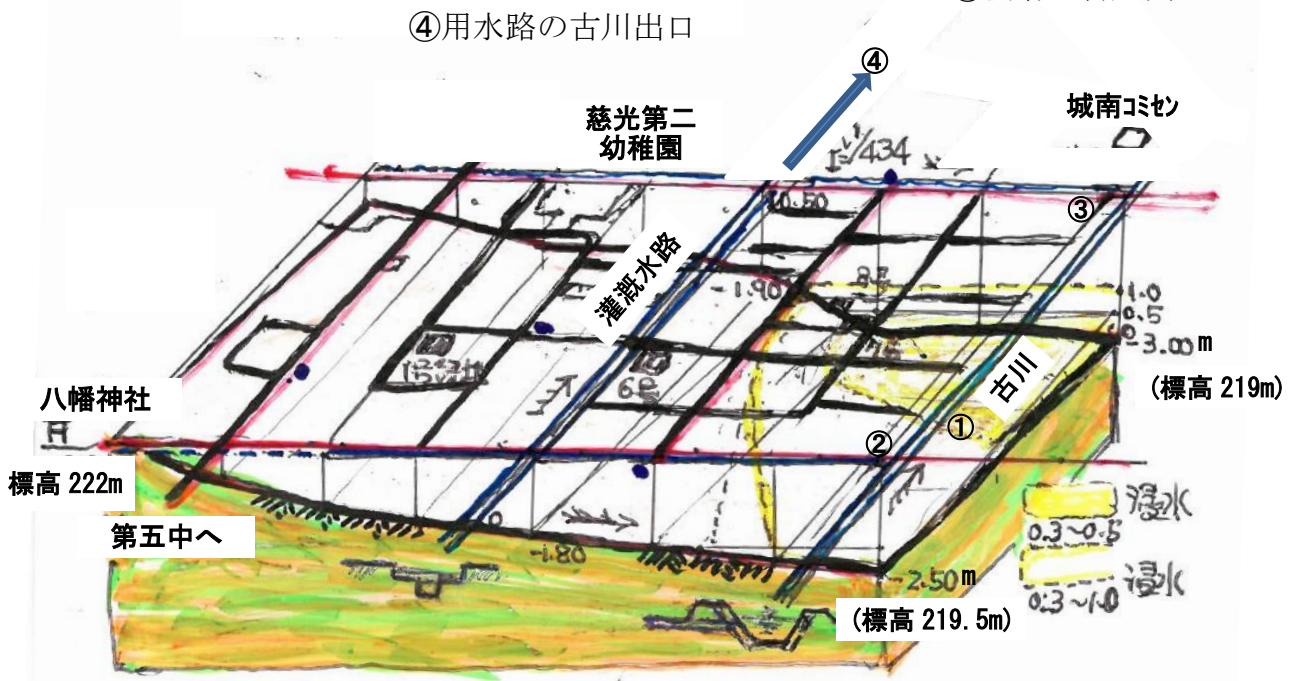 ④用水路の古川出口
④
城南コミセン
慈光第二
幼稚園
I=1/434
③
10.50
灌漑水路
-1.90
1.0
0.5
0
-3.00m
(標高 219m)
古川
八幡神社
H
①
②
標高 222m
浸水
0.3~0.5
第五中へ
-1.80
-2.50m
浸水
0.3~1.0
(標高 219.5m)